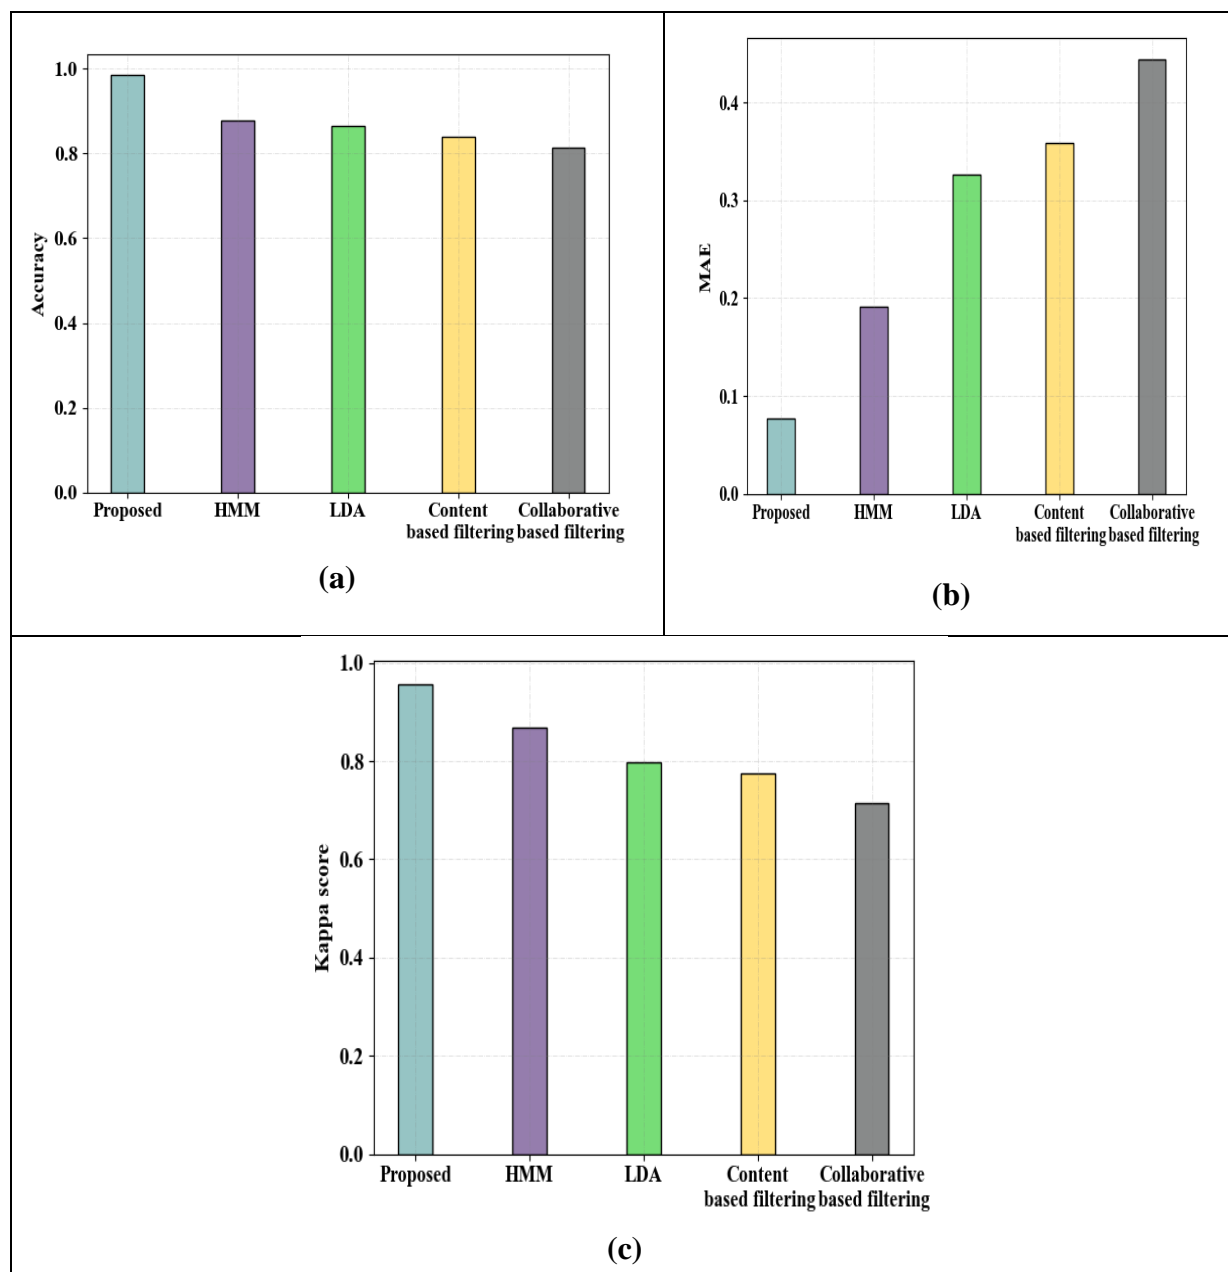 1.0
0.8
0.6
0.4
0.2
0.0
Accuracy
Proposed HMM LDA Content Collaborative
based filtering based filtering
(a)
0.4
0.3
0.2
0.1
0.0
MAE
Proposed HMM LDA Content Collaborative
based filtering based filtering
(b)
1.0
0.8
0.6
0.4
0.2
0.0
Kappa score
Proposed HMM LDA Content Collaborative
based filtering based filtering
(c)